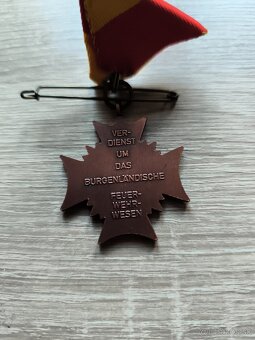 VER-
DIENST
UM
DAS
BURGENLÄNDISCHE
FEUER-
WEHR-
WESEN